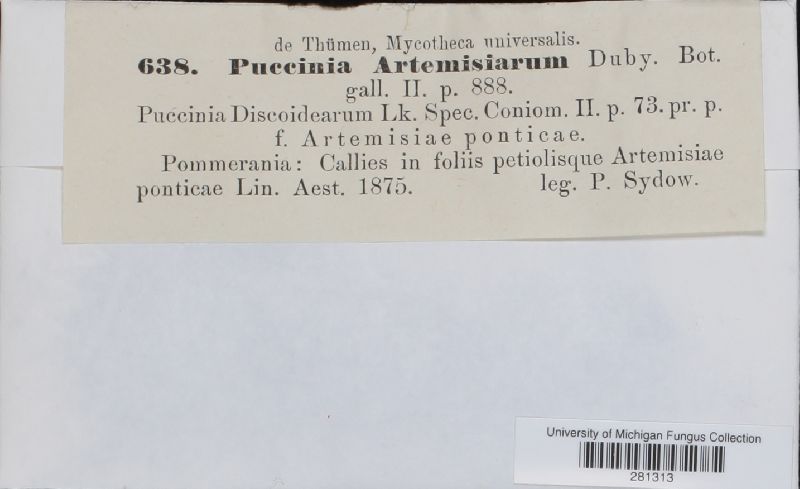 de Thümen, Mycotheca universalis.
638. Puccinia Artemisiarum Duby. Bot.
gall. II. p. 888.
Puccinia Discoidearum Lk. Spec. Coniom. II. p. 73. pr. p.
f. Artemisiae ponticae.
Pommerania: Callies in foliis petiolisque Artemisiae
ponticae Lin. Aest. 1875. leg. P. Sydow.
University of Michigan Fungus Collection
281313